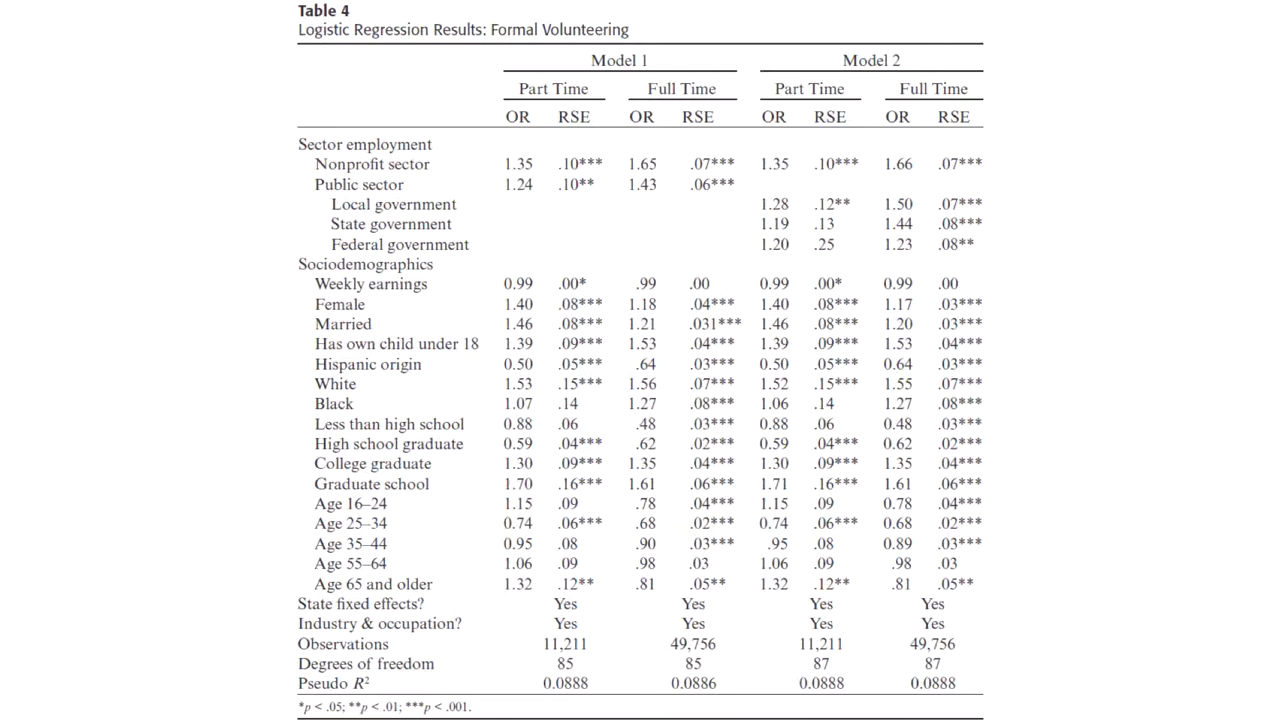 Table 4
Logistic Regression Results: Formal Volunteering
Model 1 Model 2
Part Time Full Time Part Time Full Time
OR RSE OR RSE OR RSE OR RSE
Sector employment
Nonprofit sector 1.35 .10*** 1.65 .07*** 1.35 .10*** 1.66 .07***
Public sector 1.24 .10** 1.43 .06***
Local government 1.28 .12** 1.50 .07***
State government 1.19 .13 1.44 .08***
Federal government 1.20 .25 1.23 .08**
Sociodemographics
Weekly earnings 0.99 .00* .99 .00 0.99 .00* 0.99 .00
Female 1.40 .08*** 1.18 .04*** 1.40 .08*** 1.17 .03***
Married 1.46 .08*** 1.21 .031*** 1.46 .08*** 1.20 .03***
Has own child under 18 1.39 .09*** 1.53 .04*** 1.39 .09*** 1.53 .04***
Hispanic origin 0.50 .05*** .64 .03*** 0.50 .05*** 0.64 .03***
White 1.53 .15*** 1.56 .07*** 1.52 .15*** 1.55 .07***
Black 1.07 .14 1.27 .08*** 1.06 .14 1.27 .08***
Less than high school 0.88 .06 .48 .03*** 0.88 .06 0.48 .03***
High school graduate 0.59 .04*** .62 .02*** 0.59 .04*** 0.62 .02***
College graduate 1.30 .09*** 1.35 .04*** 1.30 .09*** 1.35 .04***
Graduate school 1.70 .16*** 1.61 .06*** 1.71 .16*** 1.61 .06***
Age 16–24 1.15 .09 .78 .04*** 1.15 .09 0.78 .04***
Age 25–34 0.74 .06*** .68 .02*** 0.74 .06*** 0.68 .02***
Age 35–44 0.95 .08 .90 .03*** .95 .08 0.89 .03***
Age 55–64 1.06 .09 .98 .03 1.06 .09 .98 .03
Age 65 and older 1.32 .12** .81 .05** 1.32 .12** .81 .05**
State fixed effects? Yes Yes Yes Yes
Industry & occupation? Yes Yes Yes Yes
Observations 11,211 49,756 11,211 49,756
Degrees of freedom 85 85 87 87
Pseudo R² 0.0888 0.0886 0.0888 0.0888
*p < .05; **p < .01; ***p < .001.